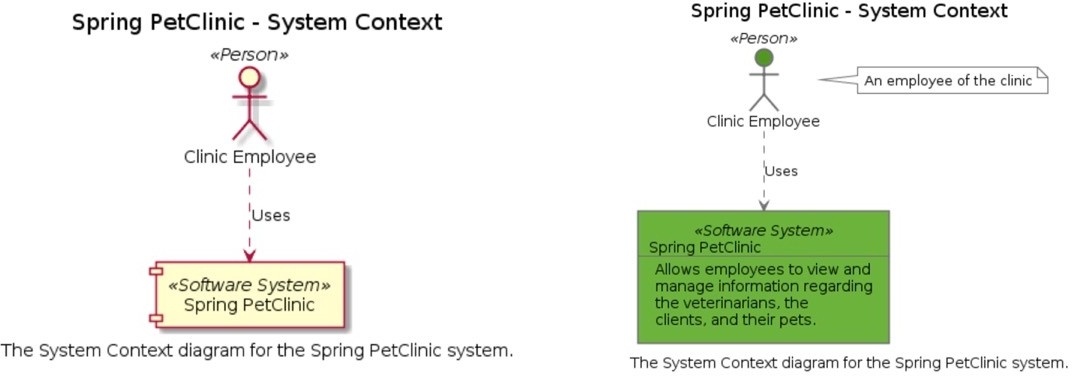 Spring PetClinic - System Context
«Person»
Clinic Employee
Uses
«Software System»
Spring PetClinic
The System Context diagram for the Spring PetClinic system.
Spring PetClinic - System Context
«Person»
An employee of the clinic
Clinic Employee
Uses
«Software System»
Spring PetClinic
Allows employees to view and
manage information regarding
the veterinarians, the
clients, and their pets.
The System Context diagram for the Spring PetClinic system.